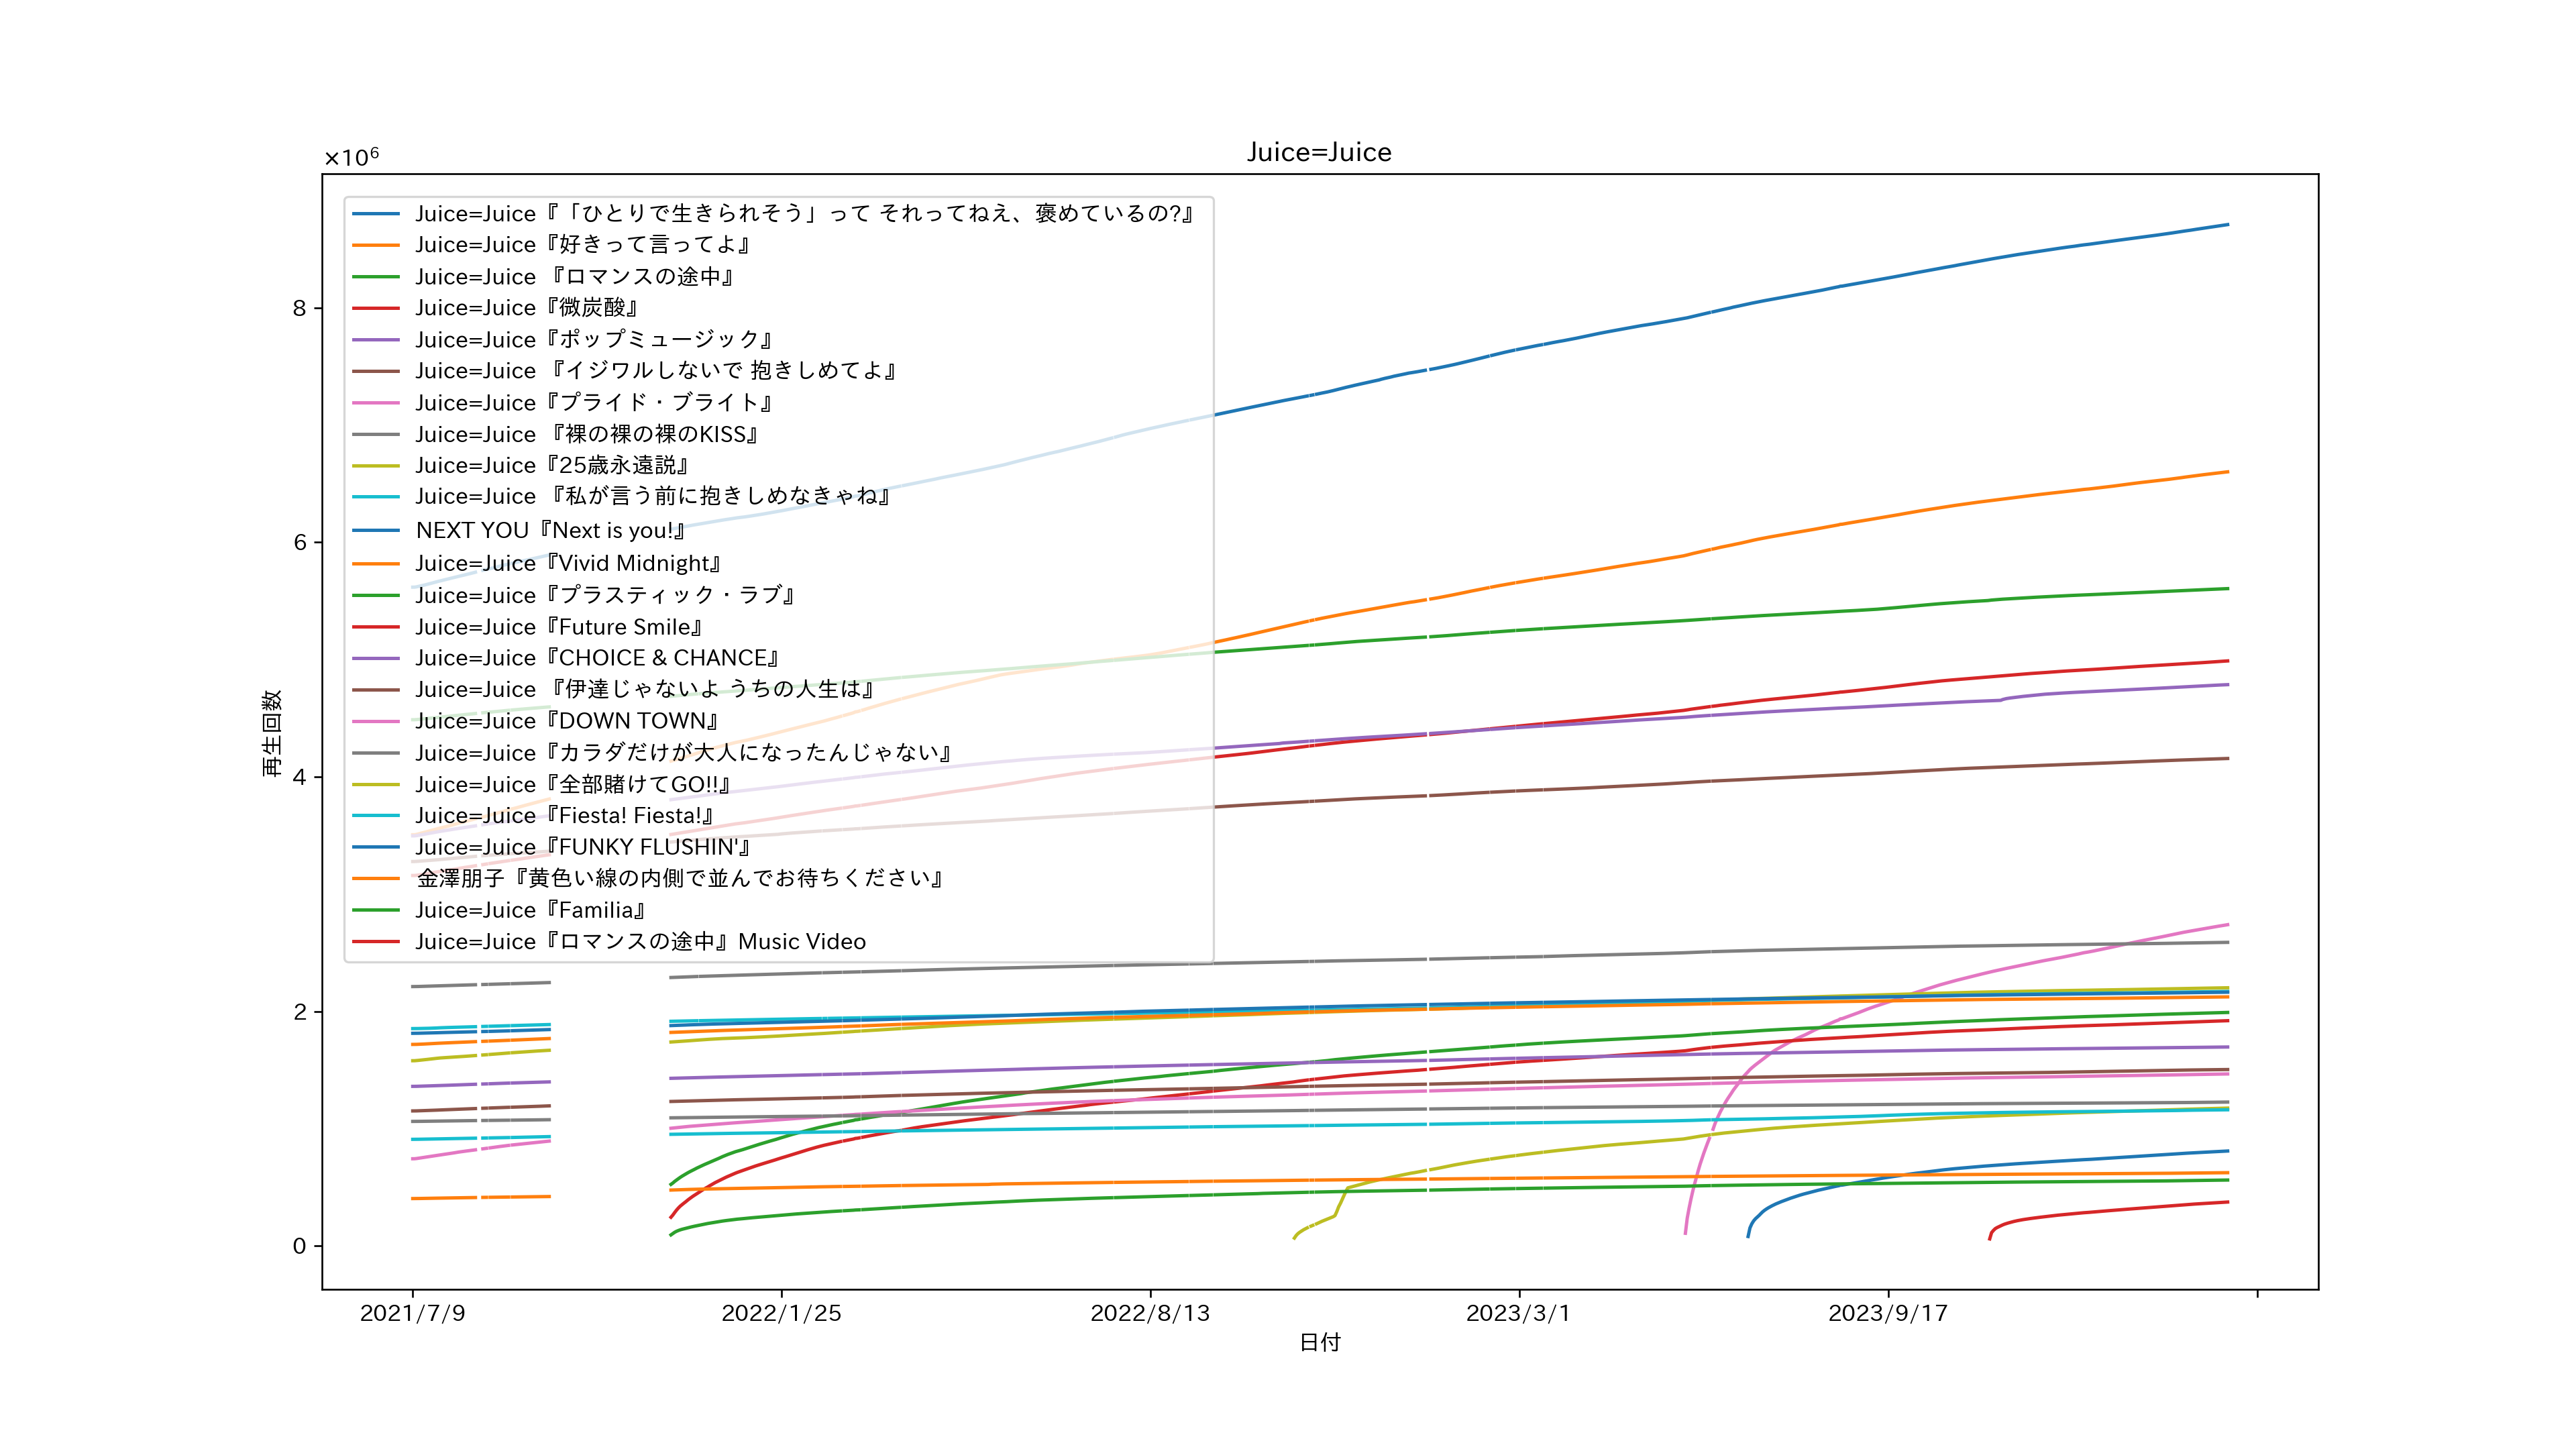 Juice=Juice
×10⁶
Juice=Juice『「ひとりで生きられそう」って それってねえ、褒めているの?』
Juice=Juice『好きって言ってよ』
Juice=Juice 『ロマンスの途中』
Juice=Juice『微炭酸』
Juice=Juice『ポップミュージック』
Juice=Juice 『イジワルしないで 抱きしめてよ』
Juice=Juice『プライド・ブライト』
Juice=Juice 『裸の裸の裸のKISS』
Juice=Juice『25歳永遠説』
Juice=Juice 『私が言う前に抱きしめなきゃね』
NEXT YOU『Next is you!』
Juice=Juice『Vivid Midnight』
Juice=Juice『プラスティック・ラブ』
Juice=Juice『Future Smile』
Juice=Juice『CHOICE & CHANCE』
Juice=Juice 『伊達じゃないよ うちの人生は』
Juice=Juice『DOWN TOWN』
Juice=Juice『カラダだけが大人になったんじゃない』
Juice=Juice『全部賭けてGO!!』
Juice=Juice『Fiesta! Fiesta!』
Juice=Juice『FUNKY FLUSHIN'』
金澤朋子『黄色い線の内側で並んでお待ちください』
Juice=Juice『Familia』
Juice=Juice『ロマンスの途中』Music Video
8
6
4
2
0
再生回数
2021/7/9
2022/1/25
2022/8/13
2023/3/1
2023/9/17
日付